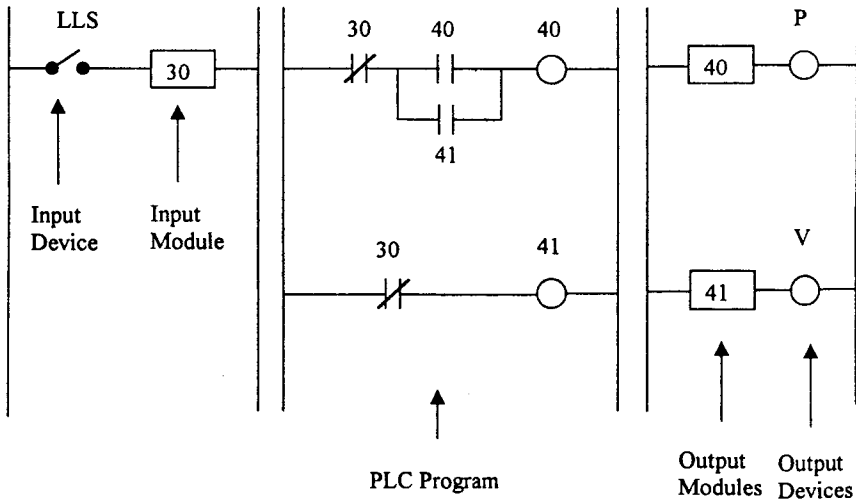 LLS
30
40
40
P
30
40
41
Input
Device
Input
Module
30
41
V
41
PLC Program
Output
Modules
Output
Devices